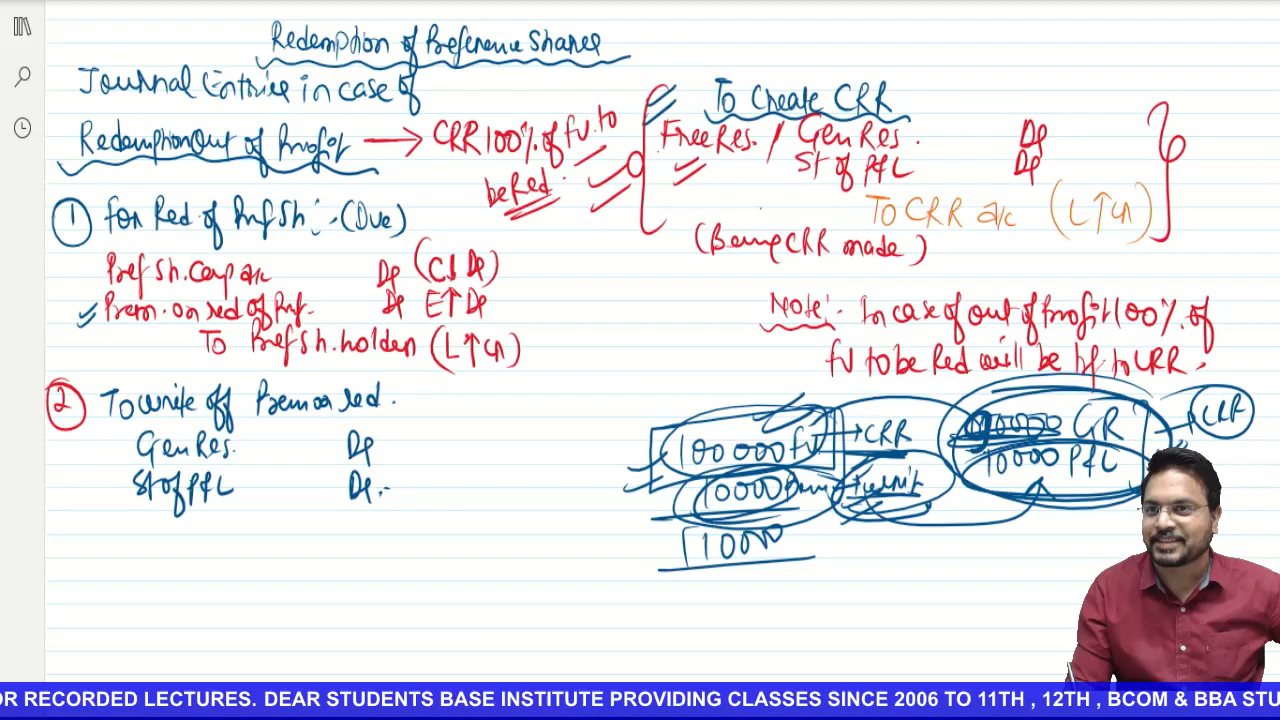 Redemption of Preference Shares
Journal Entries in case of
Redemption Out of Profit → CRR 100% of FV to
be Red.
① For Red of Pref Sh :- (Due)
Pref Sh. Cap a/c Dr (C↓ Dr)
Prem. on red of Pref. Dr E↑ Dr
To Pref Sh. holders (L↑ Cr)
② To write off Prem on red.
Gen Res. Dr
St of P&L Dr.
To Create CRR
Free Res. / Gen Res. Dr
St of P&L Dr
To CRR a/c (L↑ Cr)
(Being CRR made)
Note:- In case of out of Profit 100% of
FV to be Red will be tf to CRR.
100000 FV → CRR
10000
GR → CRR
10000 P&L
OR RECORDED LECTURES. DEAR STUDENTS BASE INSTITUTE PROVIDING CLASSES SINCE 2006 TO 11TH , 12TH , BCOM & BBA STU